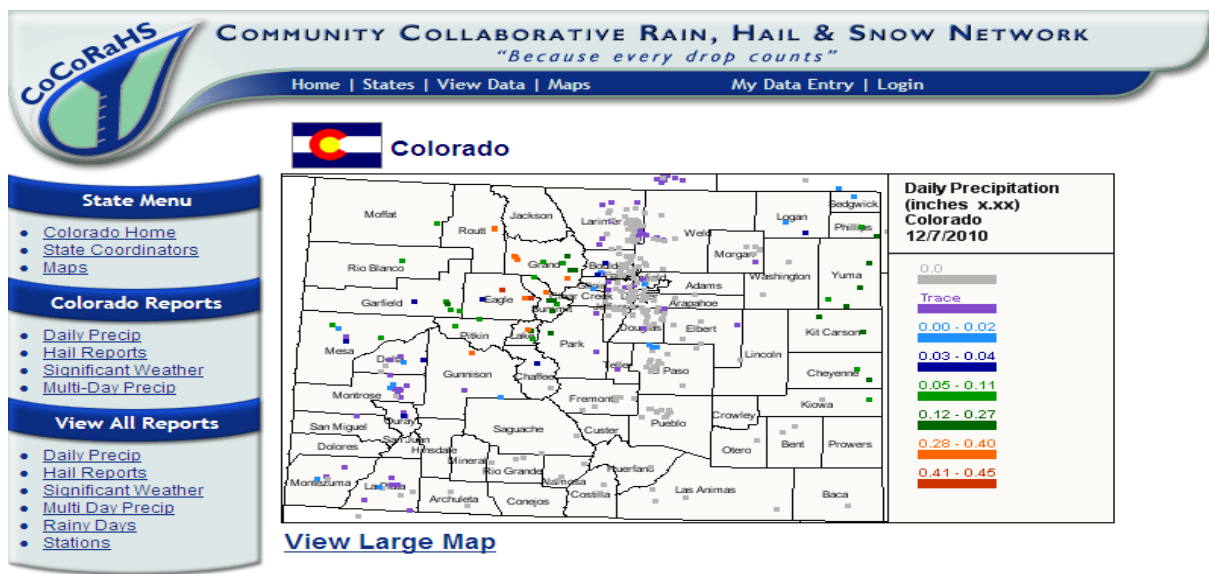 CoCoRaHS
COMMUNITY COLLABORATIVE RAIN, HAIL & SNOW NETWORK
"Because every drop counts"
Home | States | View Data | Maps
My Data Entry | Login
Colorado
State Menu
Colorado Home
State Coordinators
Maps
Colorado Reports
Daily Precip
Hail Reports
Significant Weather
Multi-Day Precip
View All Reports
Daily Precip
Hail Reports
Significant Weather
Multi Day Precip
Rainy Days
Stations
Moffat
Routt
Jackson
Larimer
Weld
Logan
Sedgwick
Phillips
Morgan
Rio Blanco
Grand
Washington
Yuma
Adams
Garfield
Eagle
Summit
Arapahoe
Pitkin
Lake
Park
Douglas
Elbert
Kit Carson
Mesa
Delta
Gunnison
Chaffee
Teller
El Paso
Lincoln
Cheyenne
Montrose
Fremont
Kiowa
San Miguel
Ouray
Saguache
Custer
Pueblo
Crowley
Dolores
San Juan
Hinsdale
Otero
Bent
Prowers
Mineral
Rio Grande
Alamosa
Huerfano
Montezuma
La Plata
Archuleta
Conejos
Costilla
Las Animas
Baca
Daily Precipitation
(inches x.xx)
Colorado
12/7/2010
0.0
Trace
0.00 - 0.02
0.03 - 0.04
0.05 - 0.11
0.12 - 0.27
0.28 - 0.40
0.41 - 0.45
View Large Map